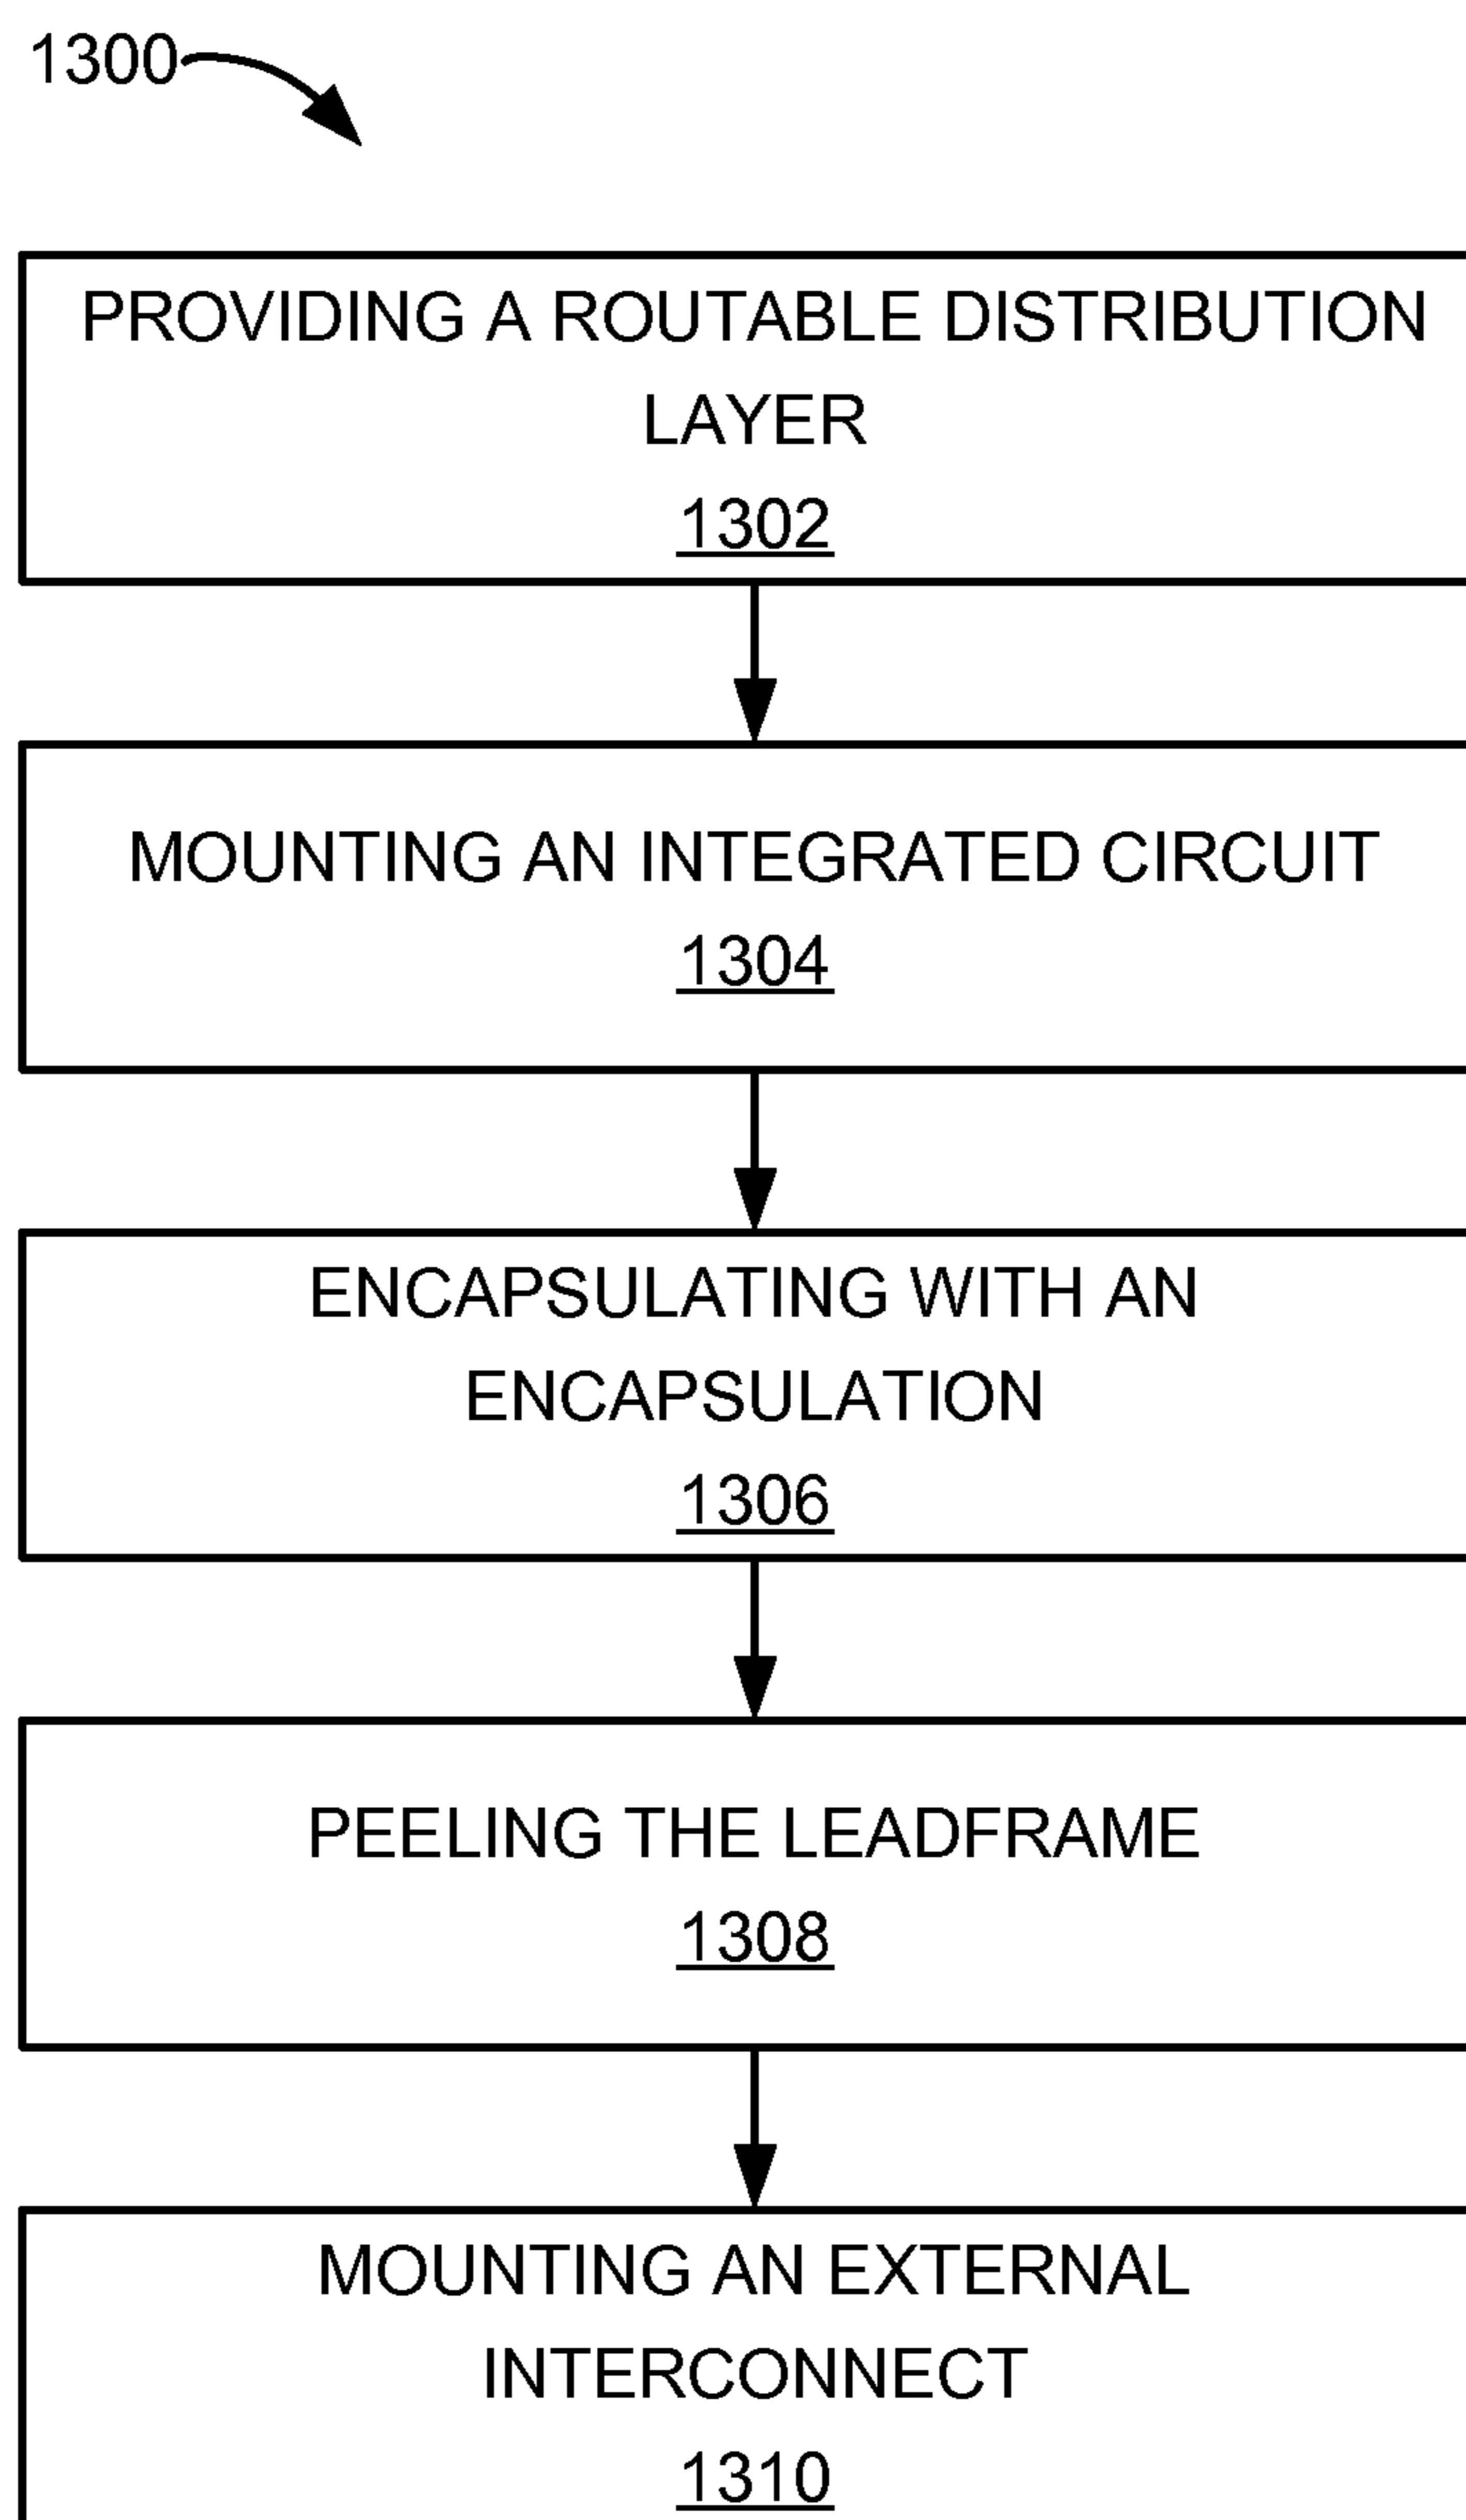 1300
PROVIDING A ROUTABLE DISTRIBUTION
LAYER
1302
MOUNTING AN INTEGRATED CIRCUIT
1304
ENCAPSULATING WITH AN
ENCAPSULATION
1306
PEELING THE LEADFRAME
1308
MOUNTING AN EXTERNAL
INTERCONNECT
1310